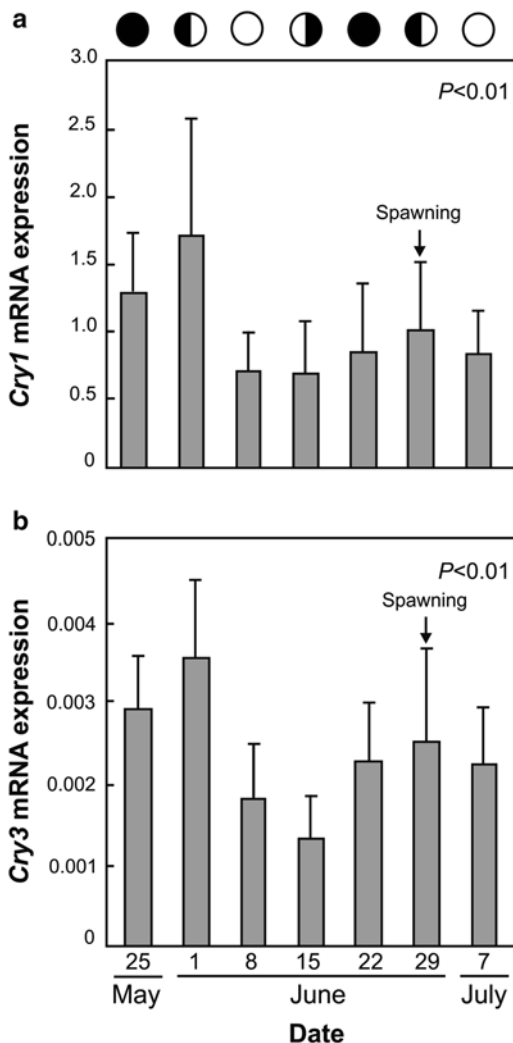 a
3.0
P<0.01
2.5
2.0
Spawning
1.5
1.0
0.5
0
Cry1 mRNA expression
b
0.005
P<0.01
Spawning
0.004
0.003
0.002
0.001
0
Cry3 mRNA expression
25 1 8 15 22 29 7
May June July
Date